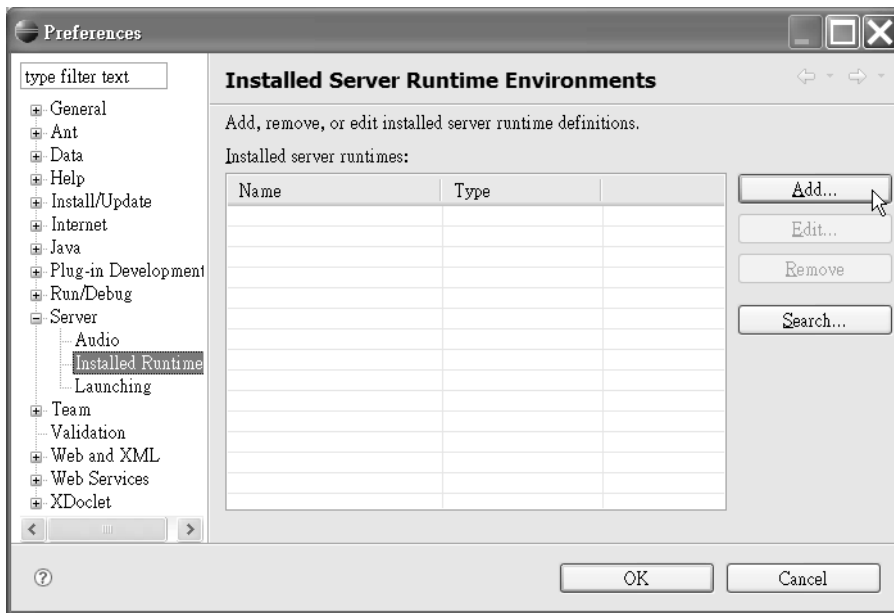 Preferences
type filter text
General
Ant
Data
Help
Install/Update
Internet
Java
Plug-in Development
Run/Debug
Server
Audio
Installed Runtime
Launching
Team
Validation
Web and XML
Web Services
XDoclet
Installed Server Runtime Environments
Add, remove, or edit installed server runtime definitions.
Installed server runtimes:
Name Type
Add...
Edit...
Remove
Search...
OK Cancel